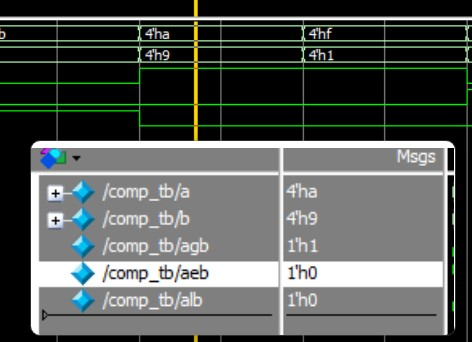 b 4'ha 4'hf
4'h9 4'h1
Msgs
/comp_tb/a 4'ha
/comp_tb/b 4'h9
/comp_tb/agb 1'h1
/comp_tb/aeb 1'h0
/comp_tb/alb 1'h0